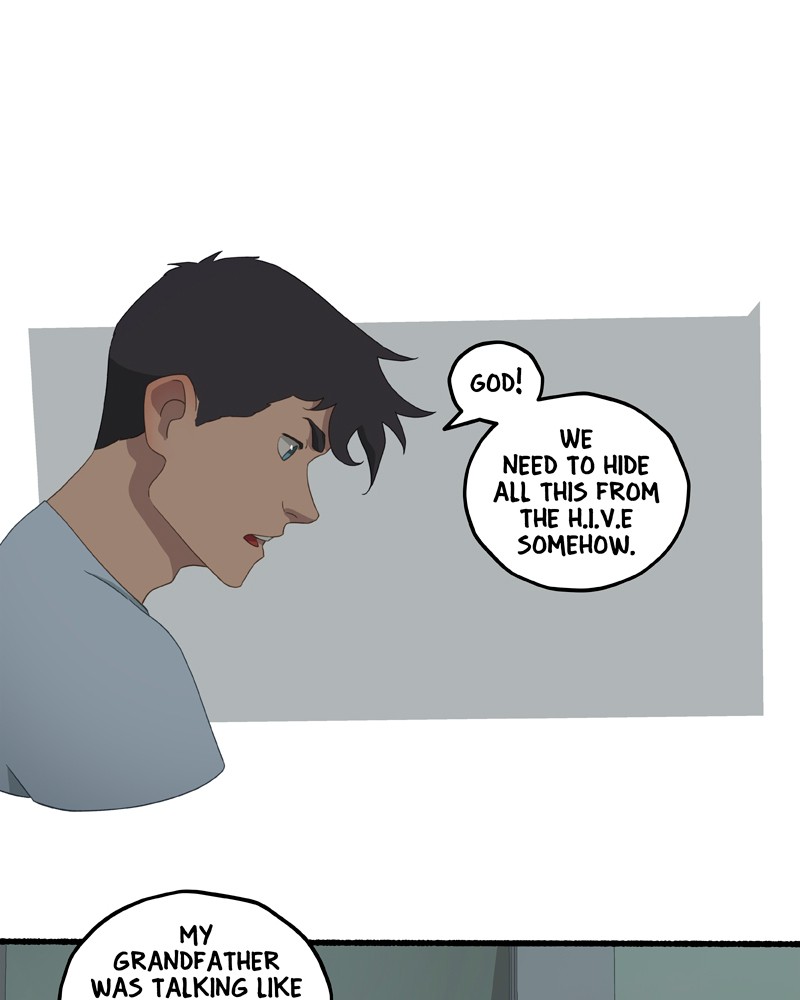 GOD!
WE
NEED TO HIDE
ALL THIS FROM
THE H.I.V.E
SOMEHOW.
MY
GRANDFATHER
WAS TALKING LIKE